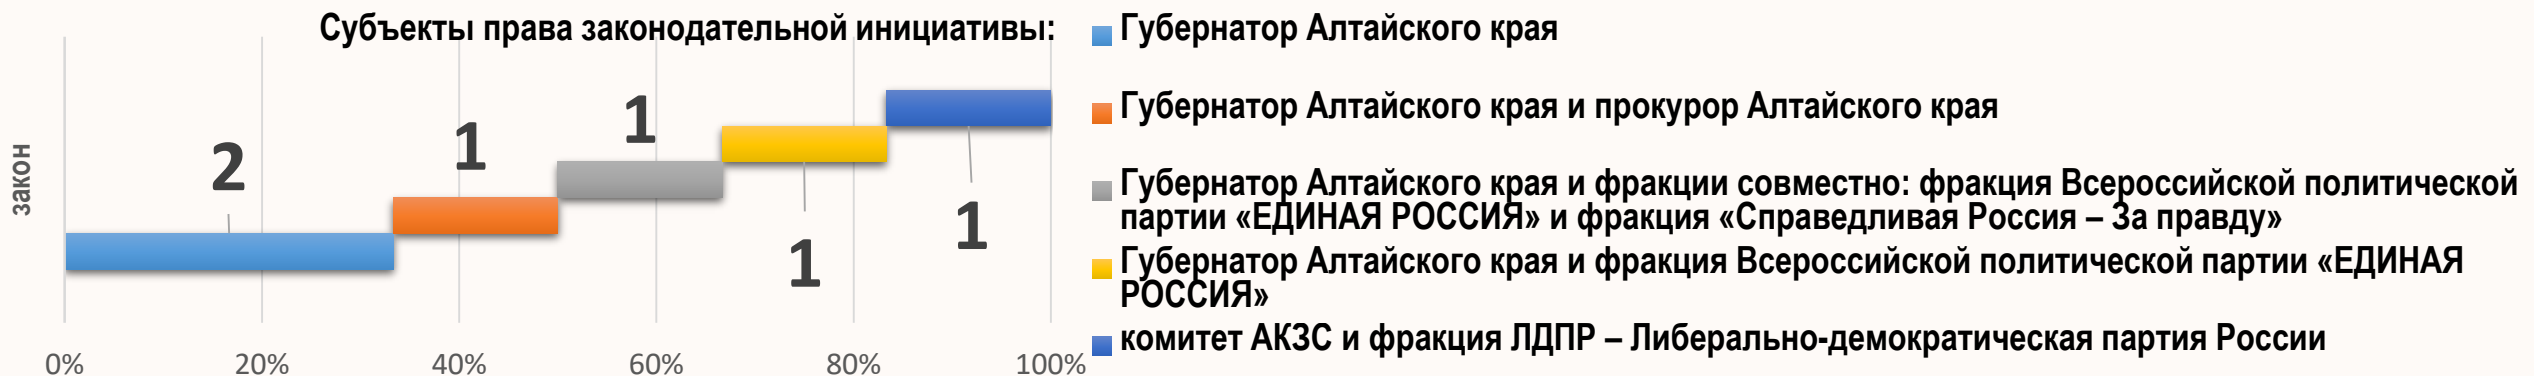 Субъекты права законодательной инициативы:
закон
2
1
1
1
1
0%
20%
40%
60%
80%
100%
Губернатор Алтайского края
Губернатор Алтайского края и прокурор Алтайского края
Губернатор Алтайского края и фракции совместно: фракция Всероссийской политической
партии «ЕДИНАЯ РОССИЯ» и фракция «Справедливая Россия – За правду»
Губернатор Алтайского края и фракция Всероссийской политической партии «ЕДИНАЯ
РОССИЯ»
комитет АКЗС и фракция ЛДПР – Либерально-демократическая партия России